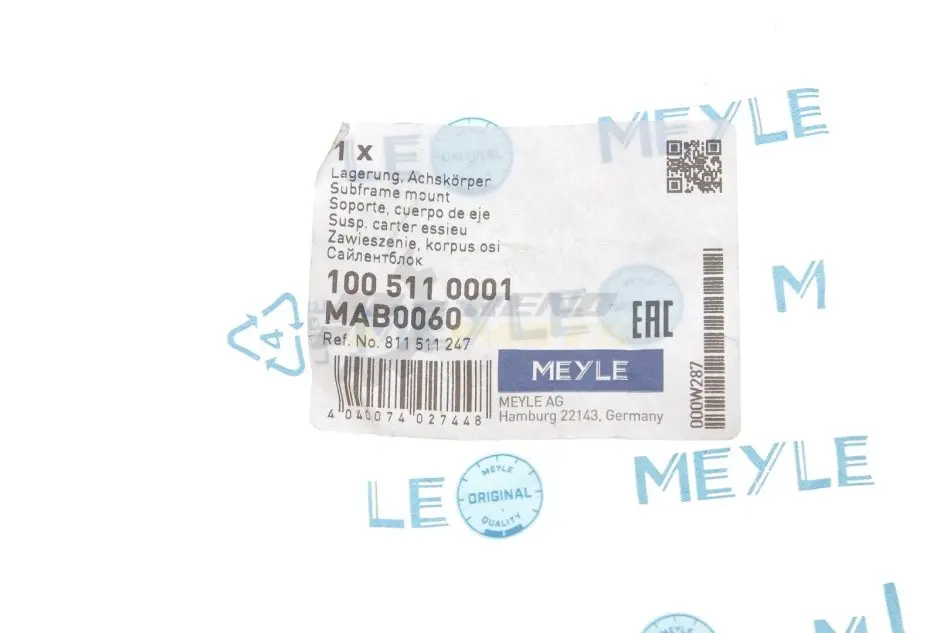 MEYLE
LE
1 x
Lagerung, Achskörper
Subframe mount
Soporte, cuerpo de eje
Susp. carter essieu
Zawieszenie, korpus osi
Сайлентблок
M
100 511 0001
MAB0060
EAC
Ref. No. 811 511 247
4
MEYLE
MEYLE AG
Hamburg 22143, Germany
4 040074 027448
000W287
MEYLE
LE
MEYLE
ORIGINAL
QUALITY